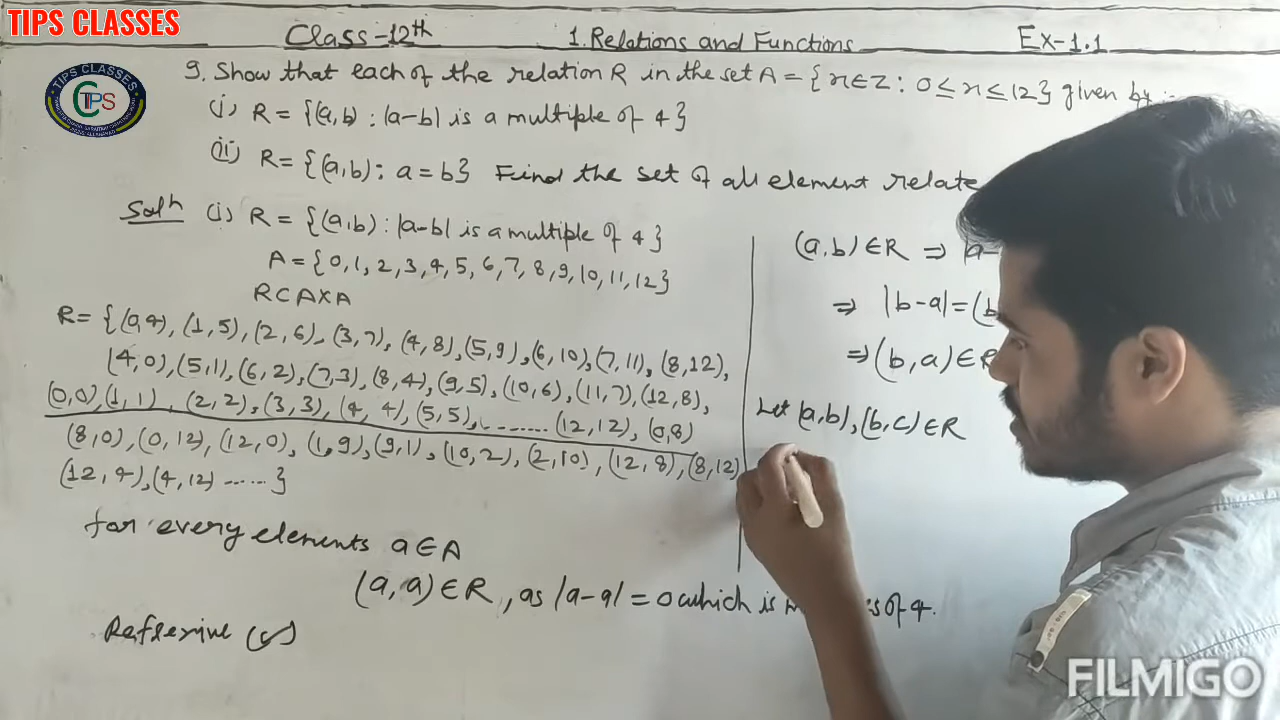 TIPS CLASSES
Class-12th 1. Relations and Functions Ex-1.1
TIPS CLASSES
TIPS
9. Show that each of the relation R in the set A = {x∈Z : 0≤x≤12} given by
(i) R = {(a,b) : |a-b| is a multiple of 4}
(ii) R = {(a,b) : a = b} Find the set of all element relate
Solⁿ (i) R = {(a,b) : |a-b| is a multiple of 4}
A = {0,1,2,3,4,5,6,7,8,9,10,11,12}
R⊂A×A
R = {(0,4), (1,5), (2,6), (3,7), (4,8), (5,9), (6,10), (7,11), (8,12),
(4,0), (5,1), (6,2), (7,3), (8,4), (9,5), (10,6), (11,7), (12,8),
(0,0), (1,1), (2,2), (3,3), (4,4), (5,5), ........ (12,12), (0,8)
(8,0), (0,12), (12,0), (1,9), (9,1), (10,2), (2,10), (12,8), (8,12)
(12,4), (4,12) ...... }
for every elements a∈A
(a,a)∈R, as |a-a| = 0 which is of 4.
Reflexive (✓)
(a,b)∈R ⇒ |a-
⇒ |b-a| = (b
⇒ (b,a)∈R
Let (a,b), (b,c)∈R
FILMIGO